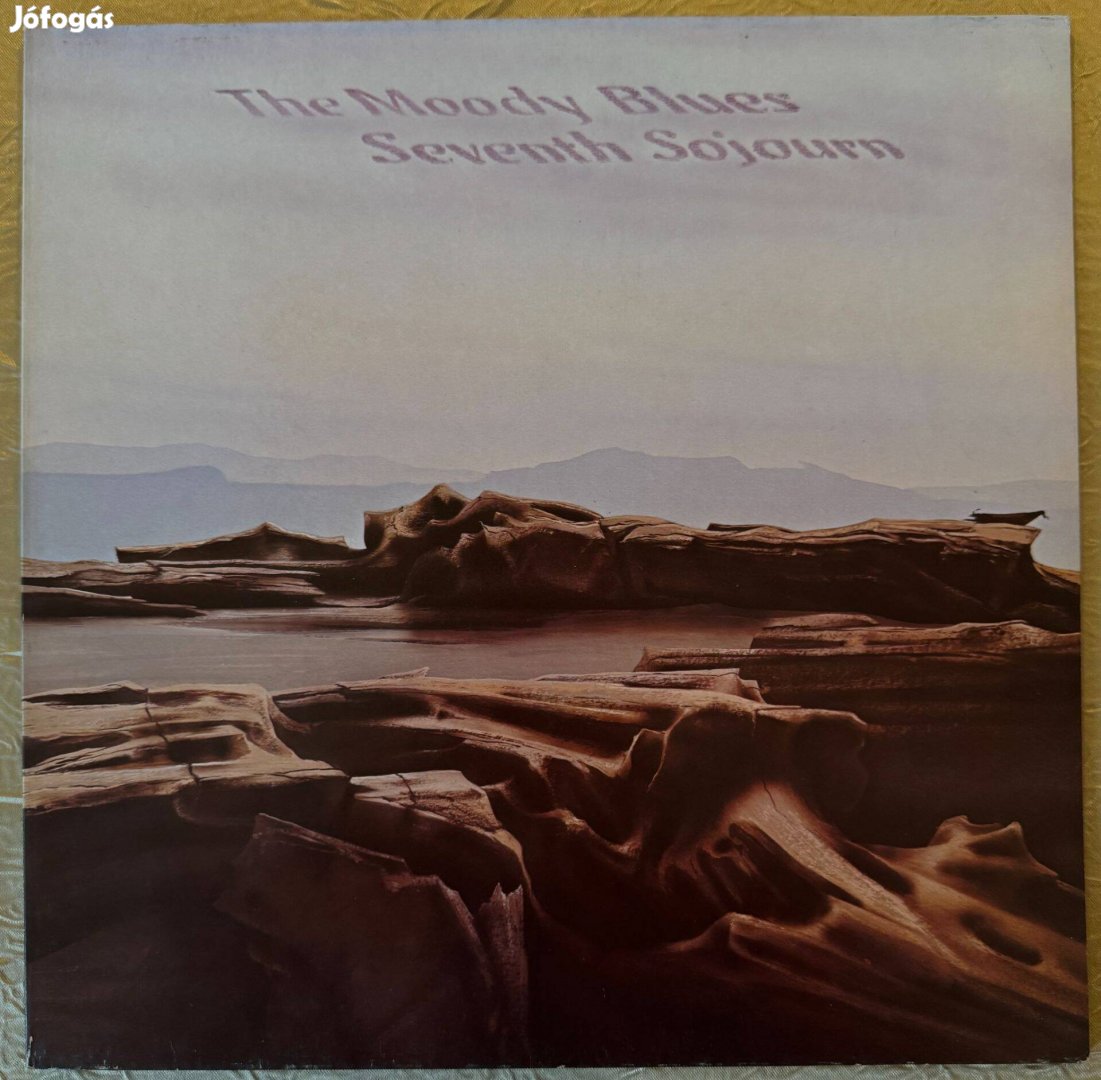 Jófogás
The Moody Blues
Seventh Sojourn